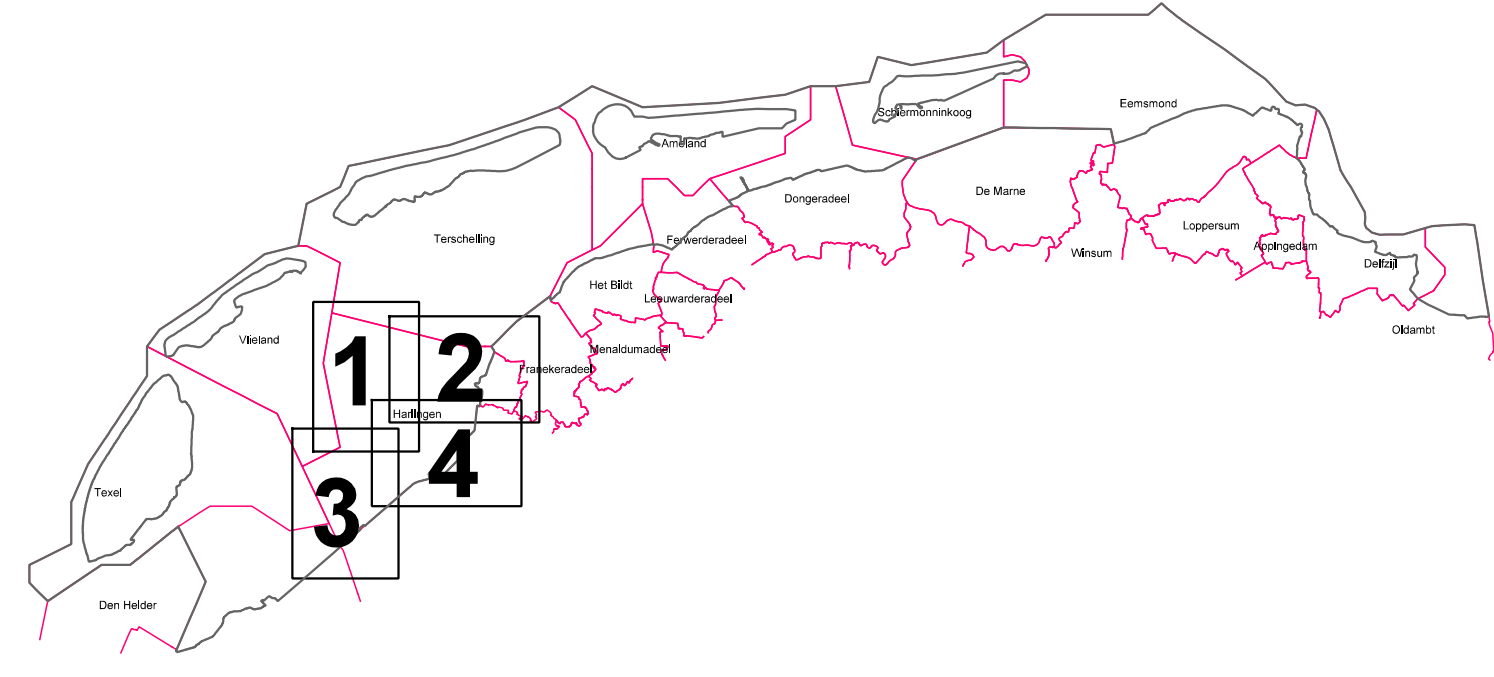 Eemsmond
Schiermonninkoog
Ameland
De Marne
Dongeradeel
Loppersum
Terschelling
Ferwerderadeel
Appingedam
Winsum
Delfzijl
Het Bildt
Leeuwarderadeel
Oldambt
Vlieland
Menaldumadeel
1
2
Franekeradeel
Harlingen
4
Texel
3
Den Helder